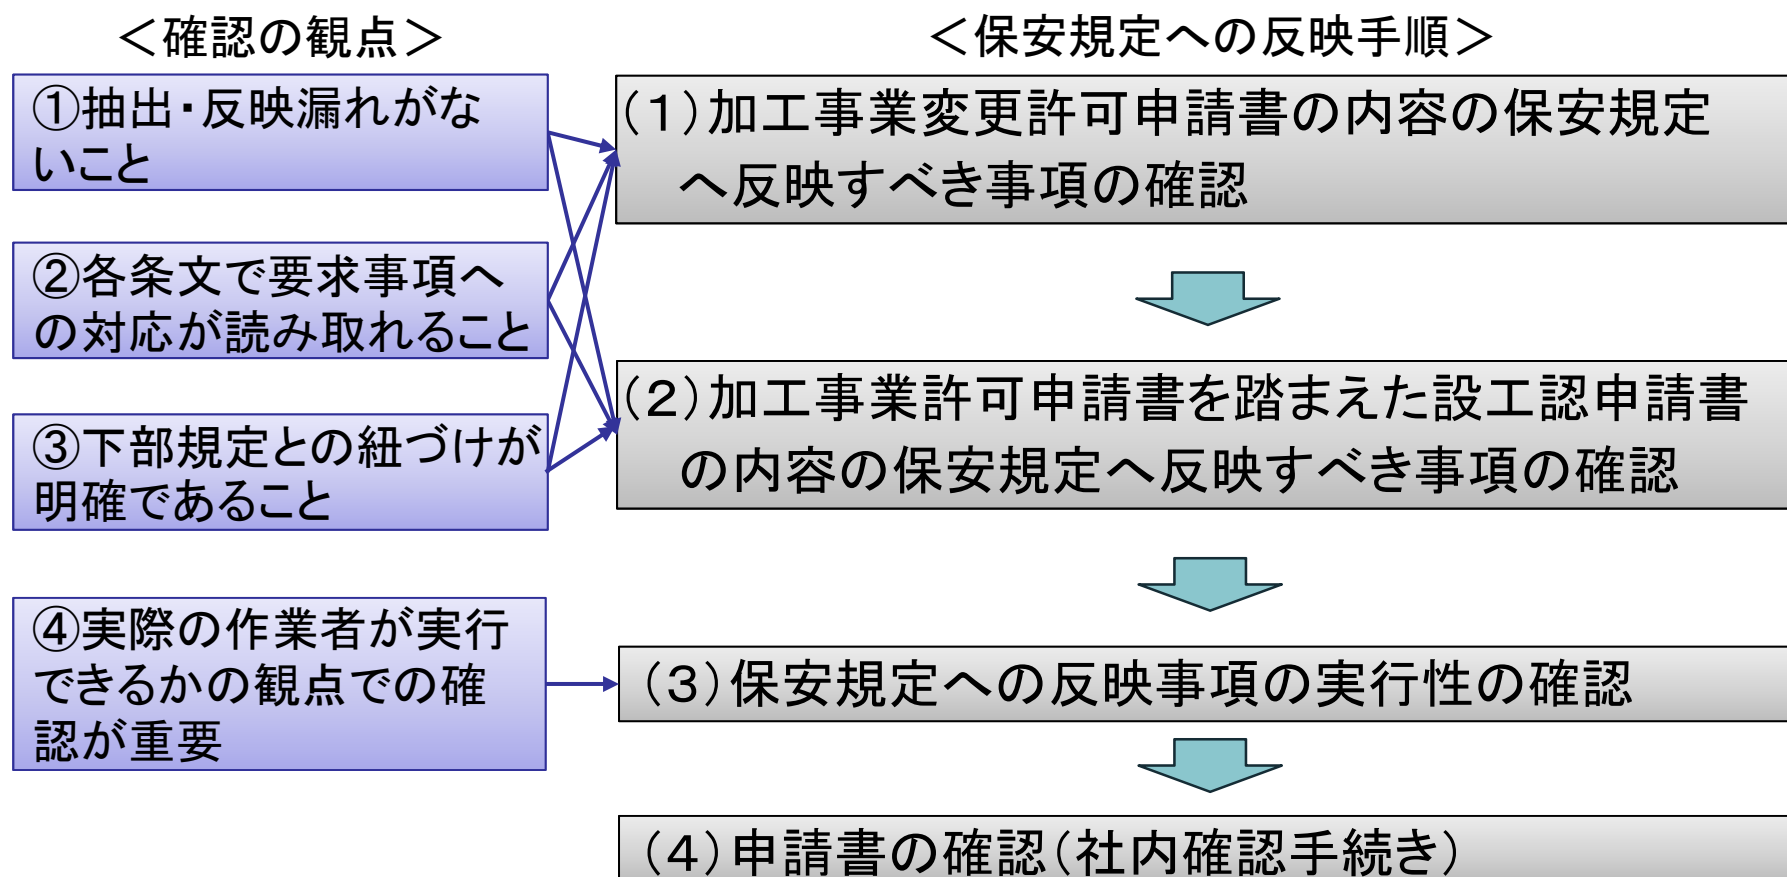 ＜確認の観点＞
①抽出・反映漏れがな
いこと
②各条文で要求事項へ
の対応が読み取れること
③下部規定との紐づけが
明確であること
④実際の作業者が実行
できるかの観点での確
認が重要
＜保安規定への反映手順＞
（１）加工事業変更許可申請書の内容の保安規定
へ反映すべき事項の確認
（２）加工事業許可申請書を踏まえた設工認申請書
の内容の保安規定へ反映すべき事項の確認
（３）保安規定への反映事項の実行性の確認
（４）申請書の確認（社内確認手続き）